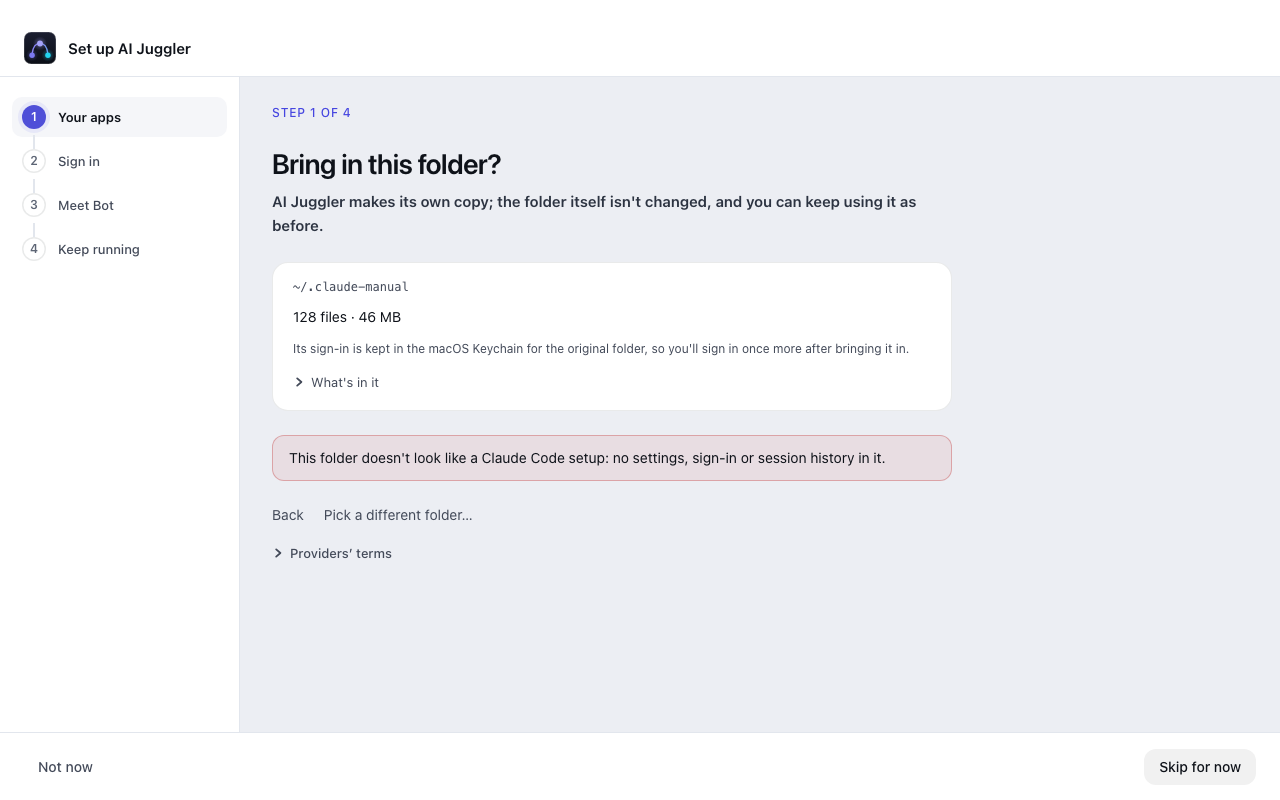 Set up AI Juggler
1 Your apps
2 Sign in
3 Meet Bot
4 Keep running
STEP 1 OF 4
Bring in this folder?
AI Juggler makes its own copy; the folder itself isn't changed, and you can keep using it as
before.
~/.claude-manual
128 files · 46 MB
Its sign-in is kept in the macOS Keychain for the original folder, so you'll sign in once more after bringing it in.
What's in it
This folder doesn't look like a Claude Code setup: no settings, sign-in or session history in it.
Back Pick a different folder...
Providers’ terms
Not now
Skip for now